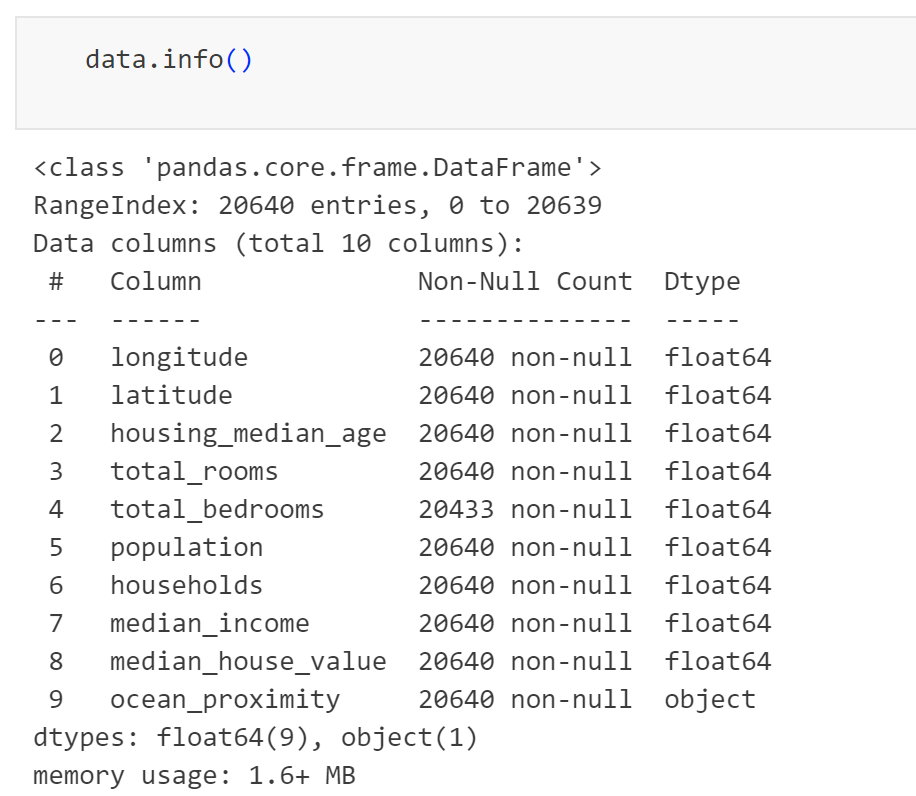 data.info()
<class 'pandas.core.frame.DataFrame'>
RangeIndex: 20640 entries, 0 to 20639
Data columns (total 10 columns):
 #   Column              Non-Null Count  Dtype
---  ------              --------------  -----
 0   longitude           20640 non-null  float64
 1   latitude            20640 non-null  float64
 2   housing_median_age  20640 non-null  float64
 3   total_rooms         20640 non-null  float64
 4   total_bedrooms      20433 non-null  float64
 5   population          20640 non-null  float64
 6   households          20640 non-null  float64
 7   median_income       20640 non-null  float64
 8   median_house_value  20640 non-null  float64
 9   ocean_proximity     20640 non-null  object
dtypes: float64(9), object(1)
memory usage: 1.6+ MB